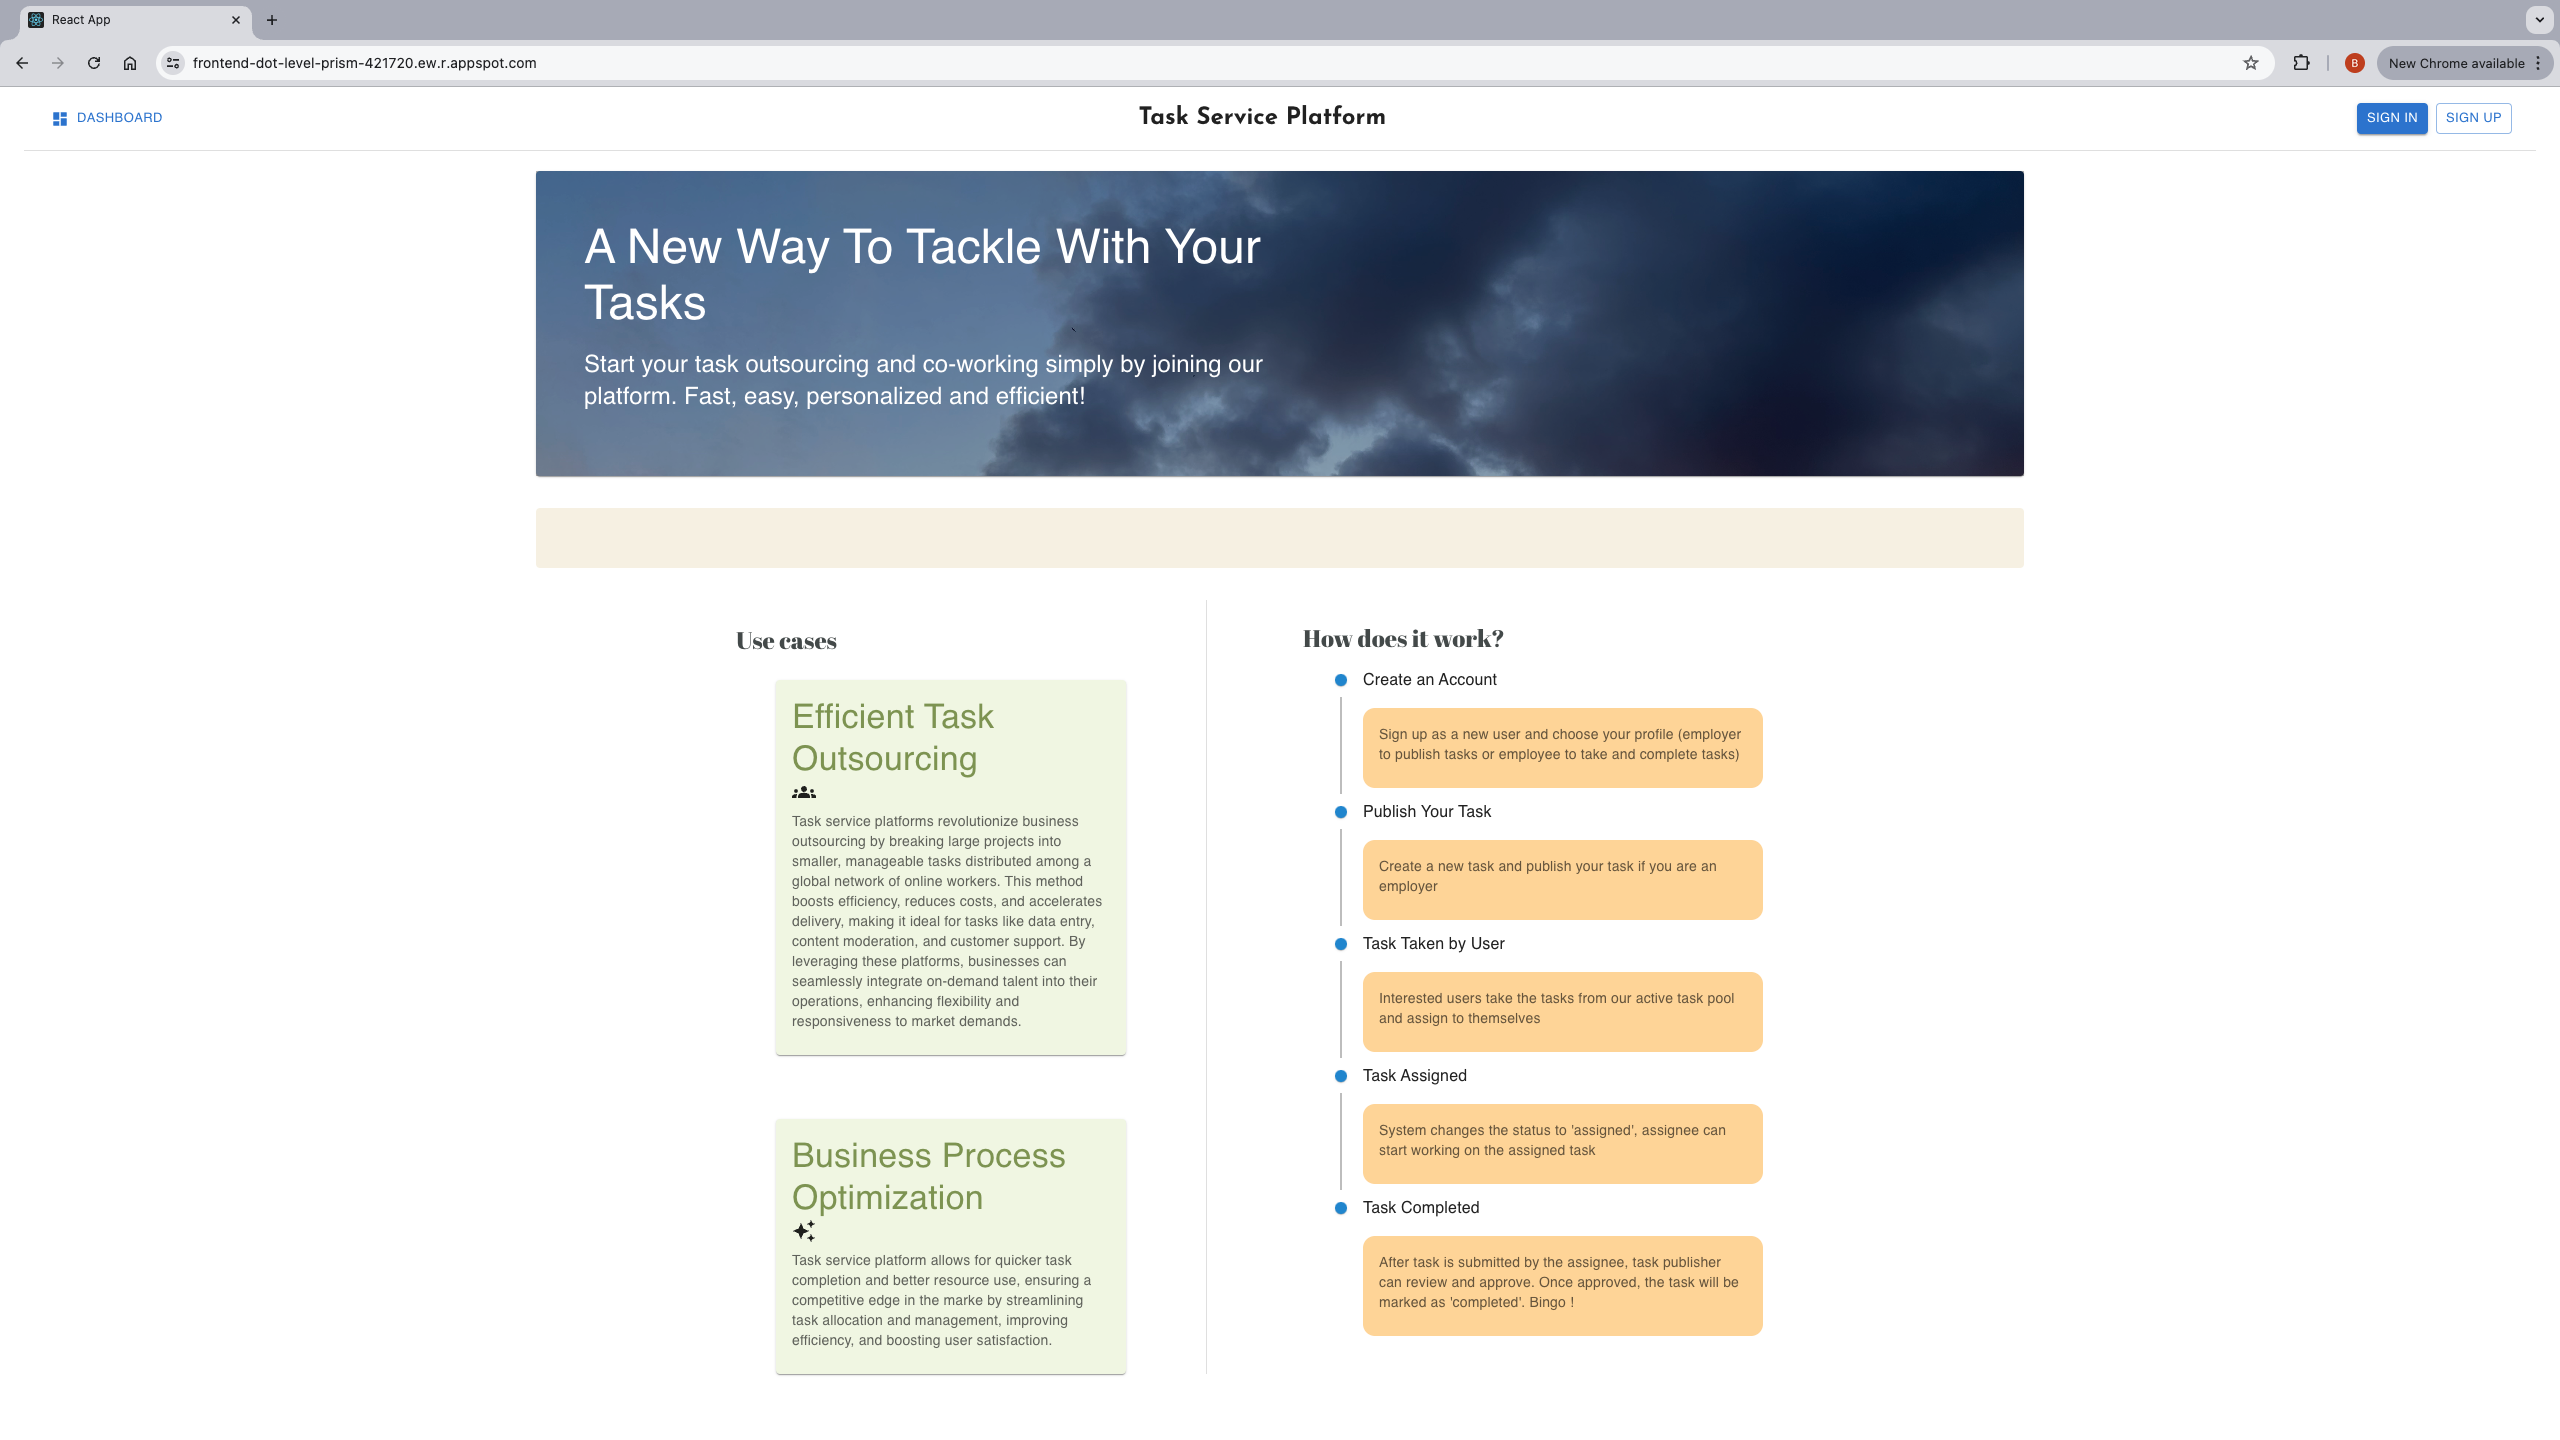 React App
frontend-dot-level-prism-421720.ew.r.appspot.com
B
New Chrome available
DASHBOARD
Task Service Platform
SIGN IN
SIGN UP
A New Way To Tackle With Your
Tasks
Start your task outsourcing and co-working simply by joining our
platform. Fast, easy, personalized and efficient!
Use cases
Efficient Task
Outsourcing
Task service platforms revolutionize business
outsourcing by breaking large projects into
smaller, manageable tasks distributed among a
global network of online workers. This method
boosts efficiency, reduces costs, and accelerates
delivery, making it ideal for tasks like data entry,
content moderation, and customer support. By
leveraging these platforms, businesses can
seamlessly integrate on-demand talent into their
operations, enhancing flexibility and
responsiveness to market demands.
Business Process
Optimization
Task service platform allows for quicker task
completion and better resource use, ensuring a
competitive edge in the marke by streamlining
task allocation and management, improving
efficiency, and boosting user satisfaction.
How does it work?
Create an Account
Sign up as a new user and choose your profile (employer
to publish tasks or employee to take and complete tasks)
Publish Your Task
Create a new task and publish your task if you are an
employer
Task Taken by User
Interested users take the tasks from our active task pool
and assign to themselves
Task Assigned
System changes the status to 'assigned', assignee can
start working on the assigned task
Task Completed
After task is submitted by the assignee, task publisher
can review and approve. Once approved, the task will be
marked as 'completed'. Bingo !